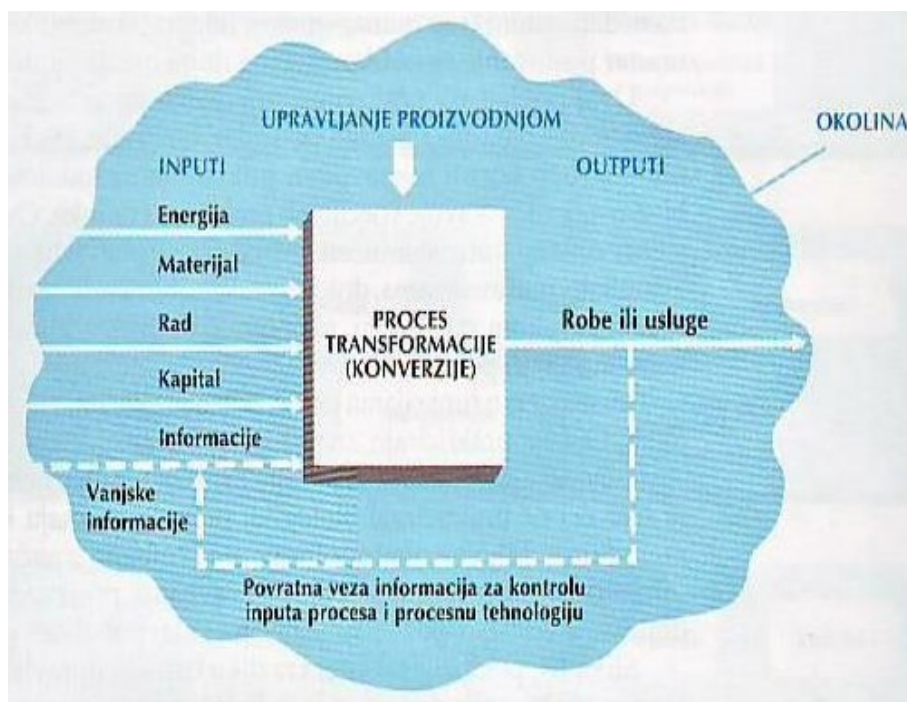 UPRAVLJANJE PROIZVODNJOM
OKOLINA
INPUTI
OUTPUTI
Energija
Materijal
Rad
Kapital
Informacije
Vanjske
informacije
PROCES
TRANSFORMACIJE
(KONVERZIJE)
Robe ili usluge
Povratna veza informacija za kontrolu
inputa procesa i procesnu tehnologiju